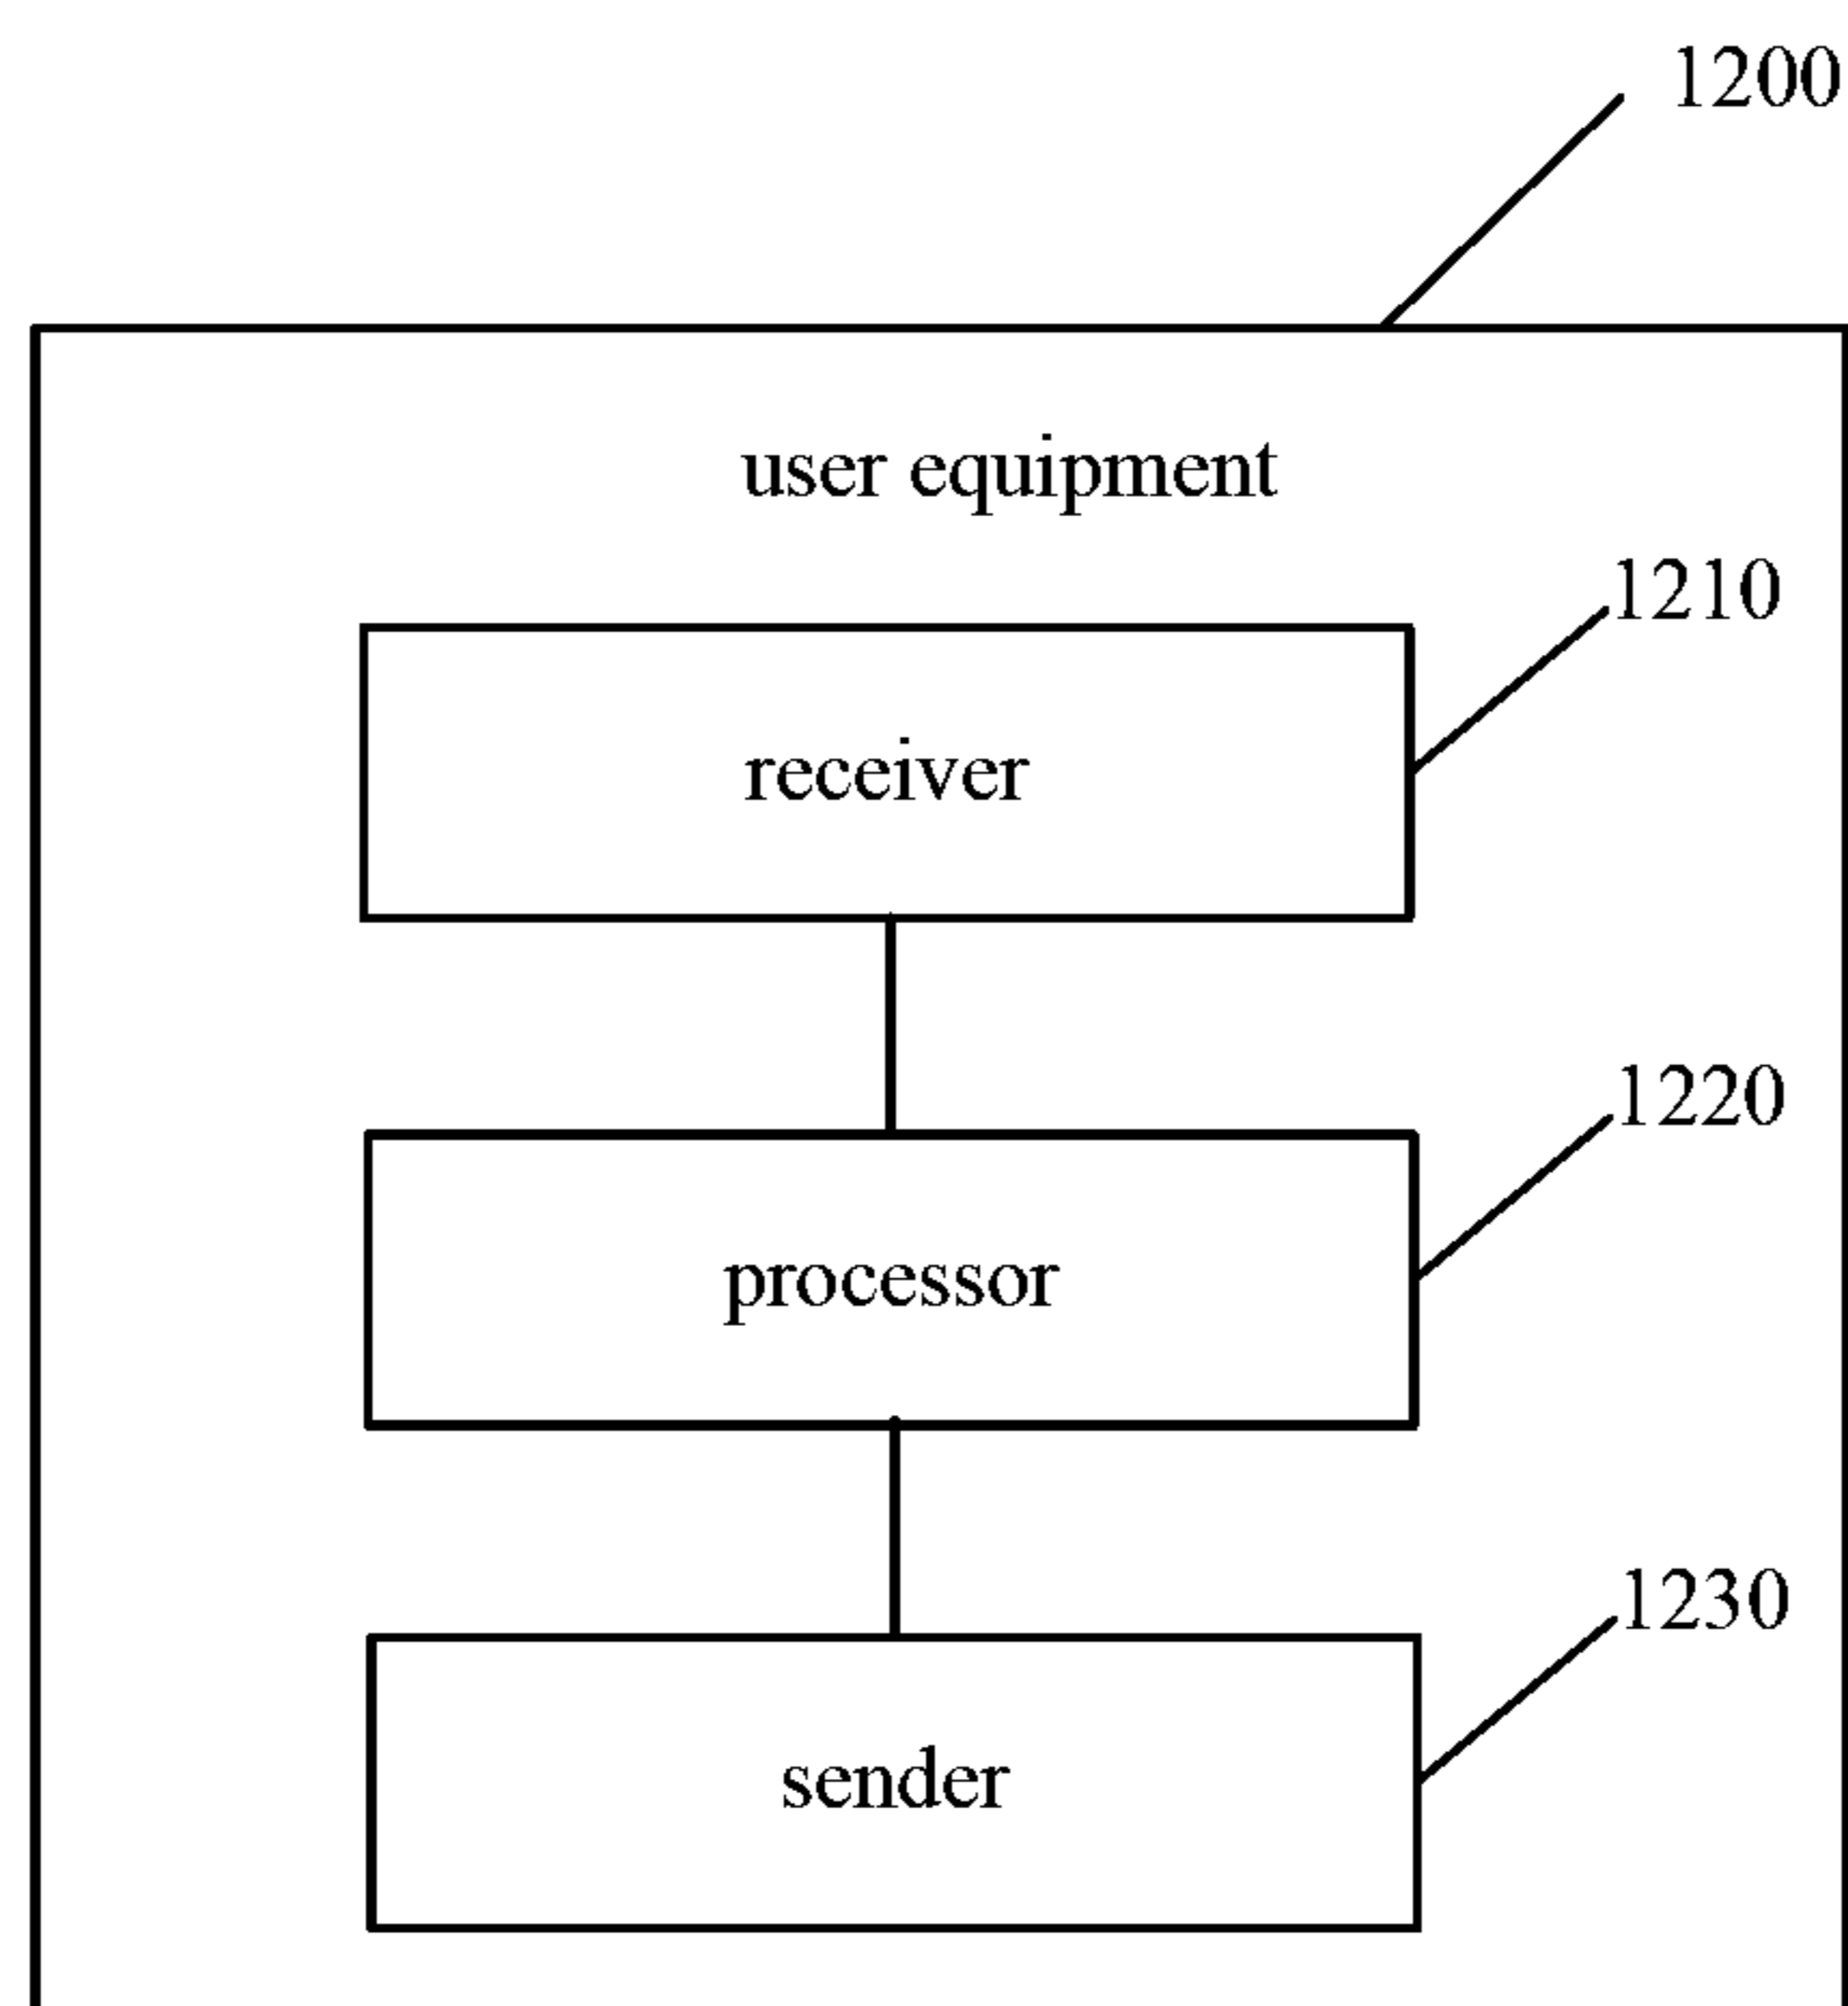 1200
user equipment
1210
receiver
1220
processor
1230
sender